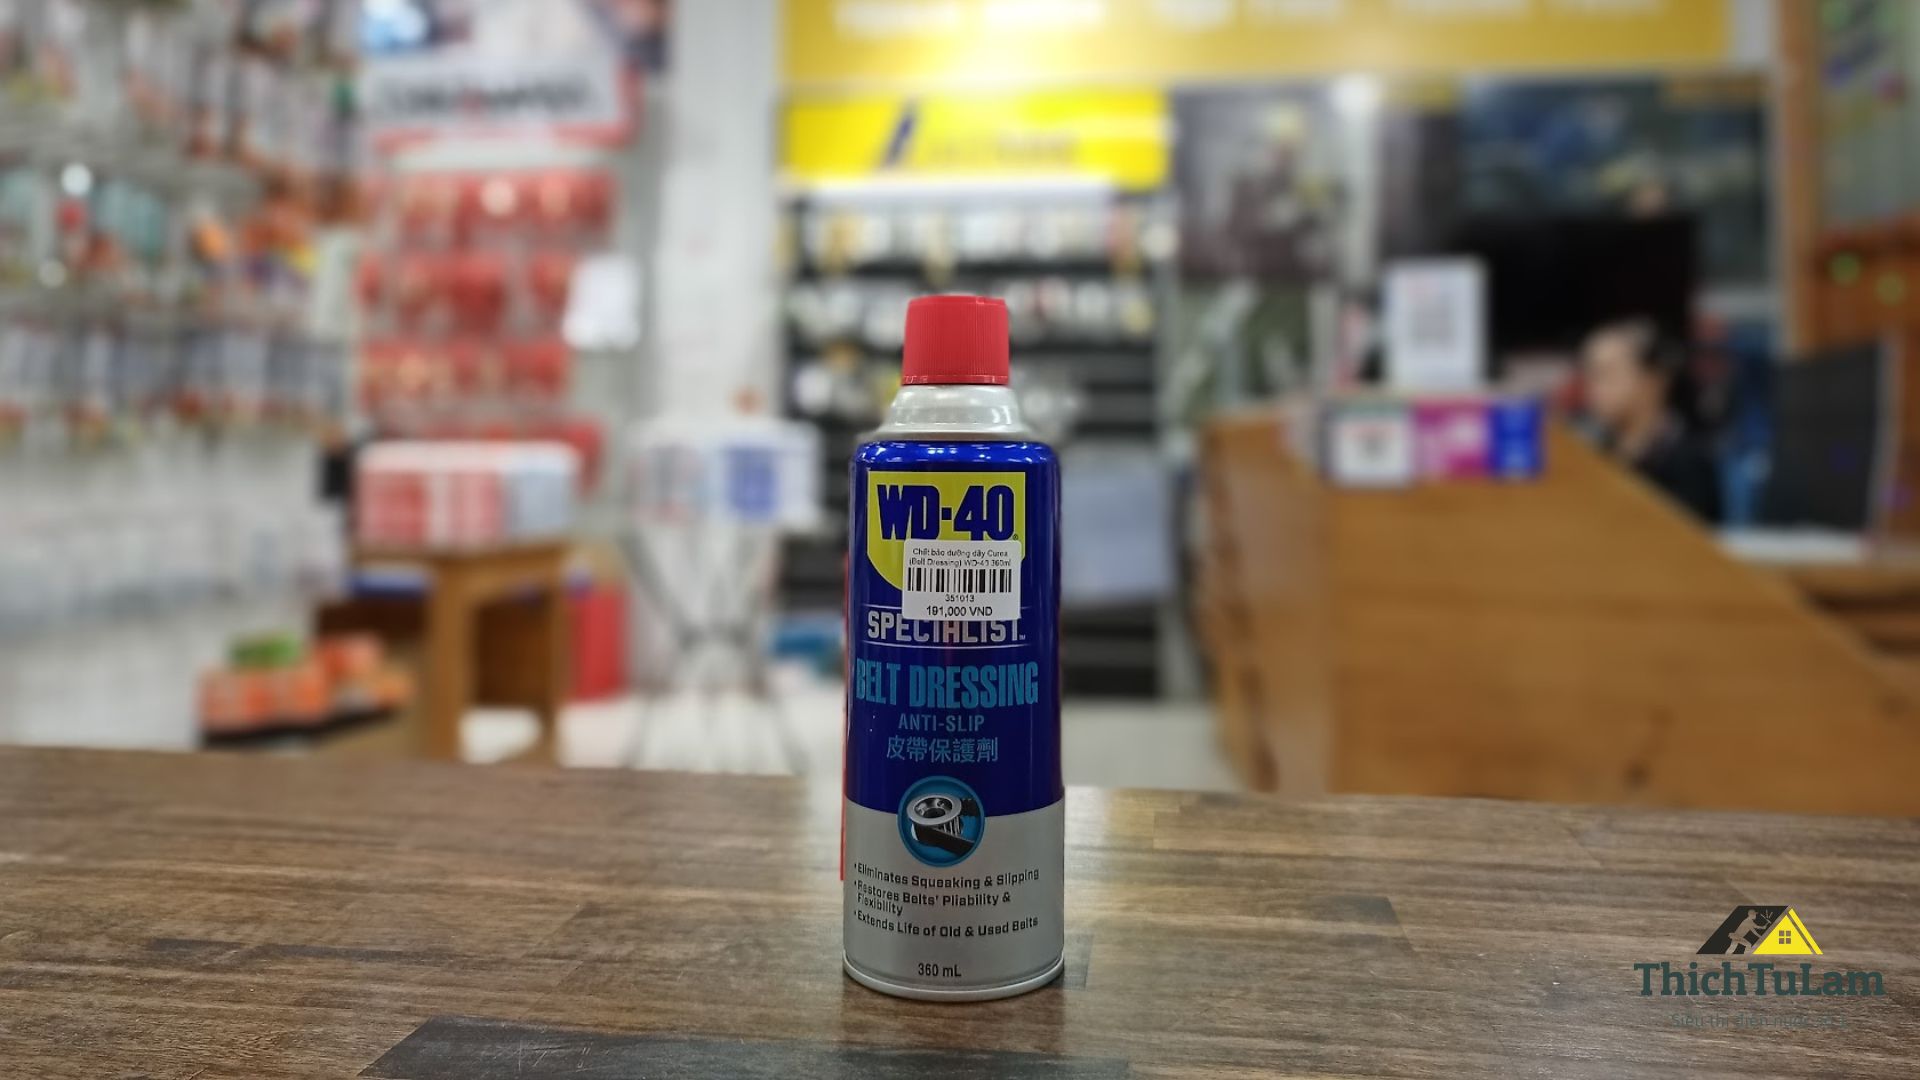 WD-40
Chất bảo dưỡng dây Curoa
(Belt Dressing) WD-40 360ml
351013
191,000 VND
SPECIALIST
BELT DRESSING
ANTI-SLIP
皮帶保護劑
•Eliminates Squeaking & Slipping
•Restores Belts' Pliability &
Flexibility
•Extends Life of Old & Used Belts
360 mL
ThichTuLam